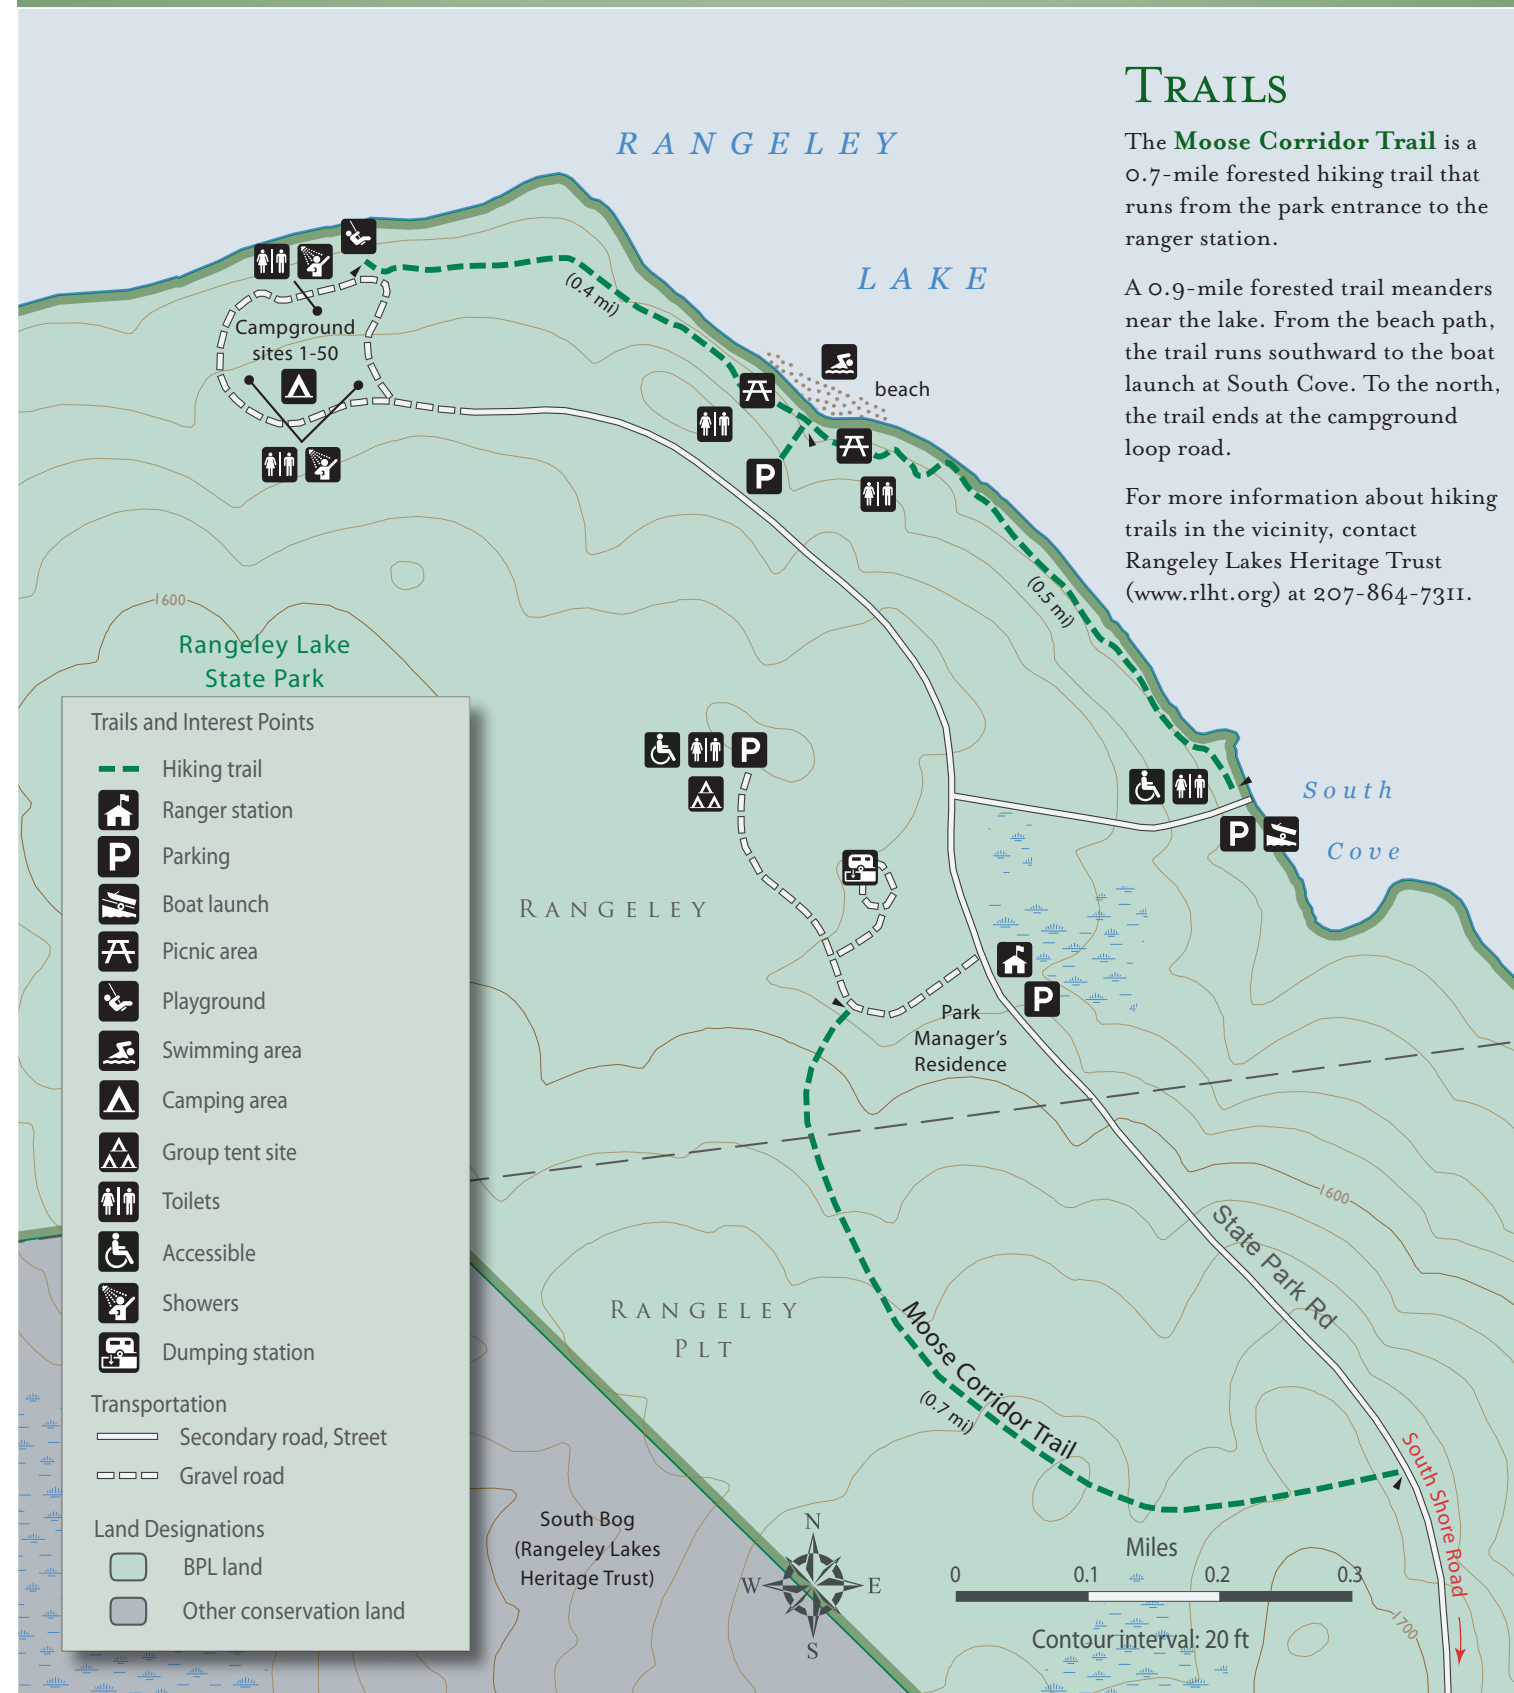 TRAILS
The Moose Corridor Trail is a
0.7-mile forested hiking trail that
runs from the park entrance to the
ranger station.
A 0.9-mile forested trail meanders
near the lake. From the beach path,
the trail runs southward to the boat
launch at South Cove. To the north,
the trail ends at the campground
loop road.
For more information about hiking
trails in the vicinity, contact
Rangeley Lakes Heritage Trust
(www.rlht.org) at 207-864-7311.
RANGELEY
LAKE
(0.4 mi)
Campground
sites 1-50
beach
P
(0.5 mi)
1600
Rangeley Lake
State Park
P
South
Cove
P
RANGELEY
P
Park
Manager's
Residence
1600
State Park Rd
RANGELEY
PLT
Moose Corridor Trail
(0.7 mi)
South Shore Road
1700
South Bog
(Rangeley Lakes
Heritage Trust)
N
W
E
S
Miles
0 0.1 0.2 0.3
Contour interval: 20 ft
Trails and Interest Points
Hiking trail
Ranger station
P Parking
Boat launch
Picnic area
Playground
Swimming area
Camping area
Group tent site
Toilets
Accessible
Showers
Dumping station
Transportation
Secondary road, Street
Gravel road
Land Designations
BPL land
Other conservation land